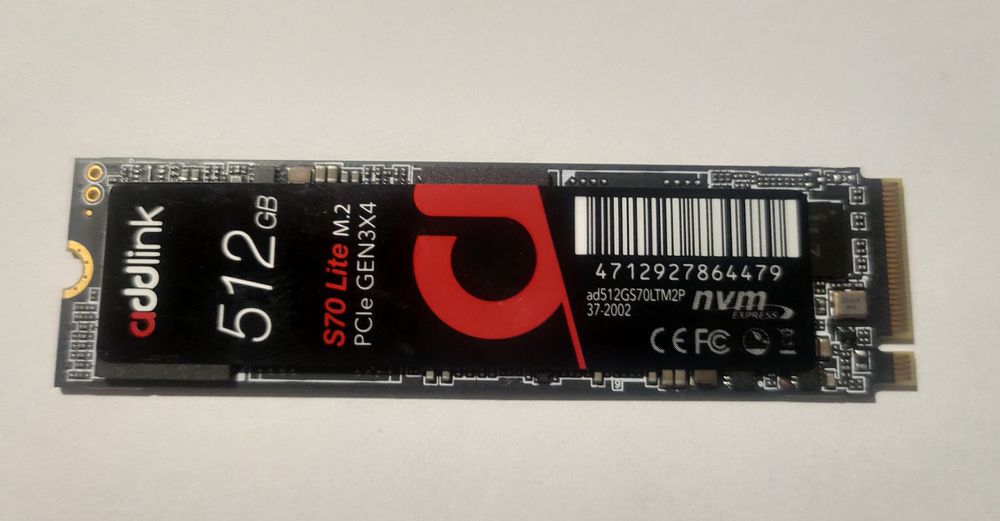 addlink
512GB
S70 Lite M.2
PCIe GEN3X4
4712927864479
ad512GS70LTM2P
37-2002
nvm
EXPRESS
CE FC